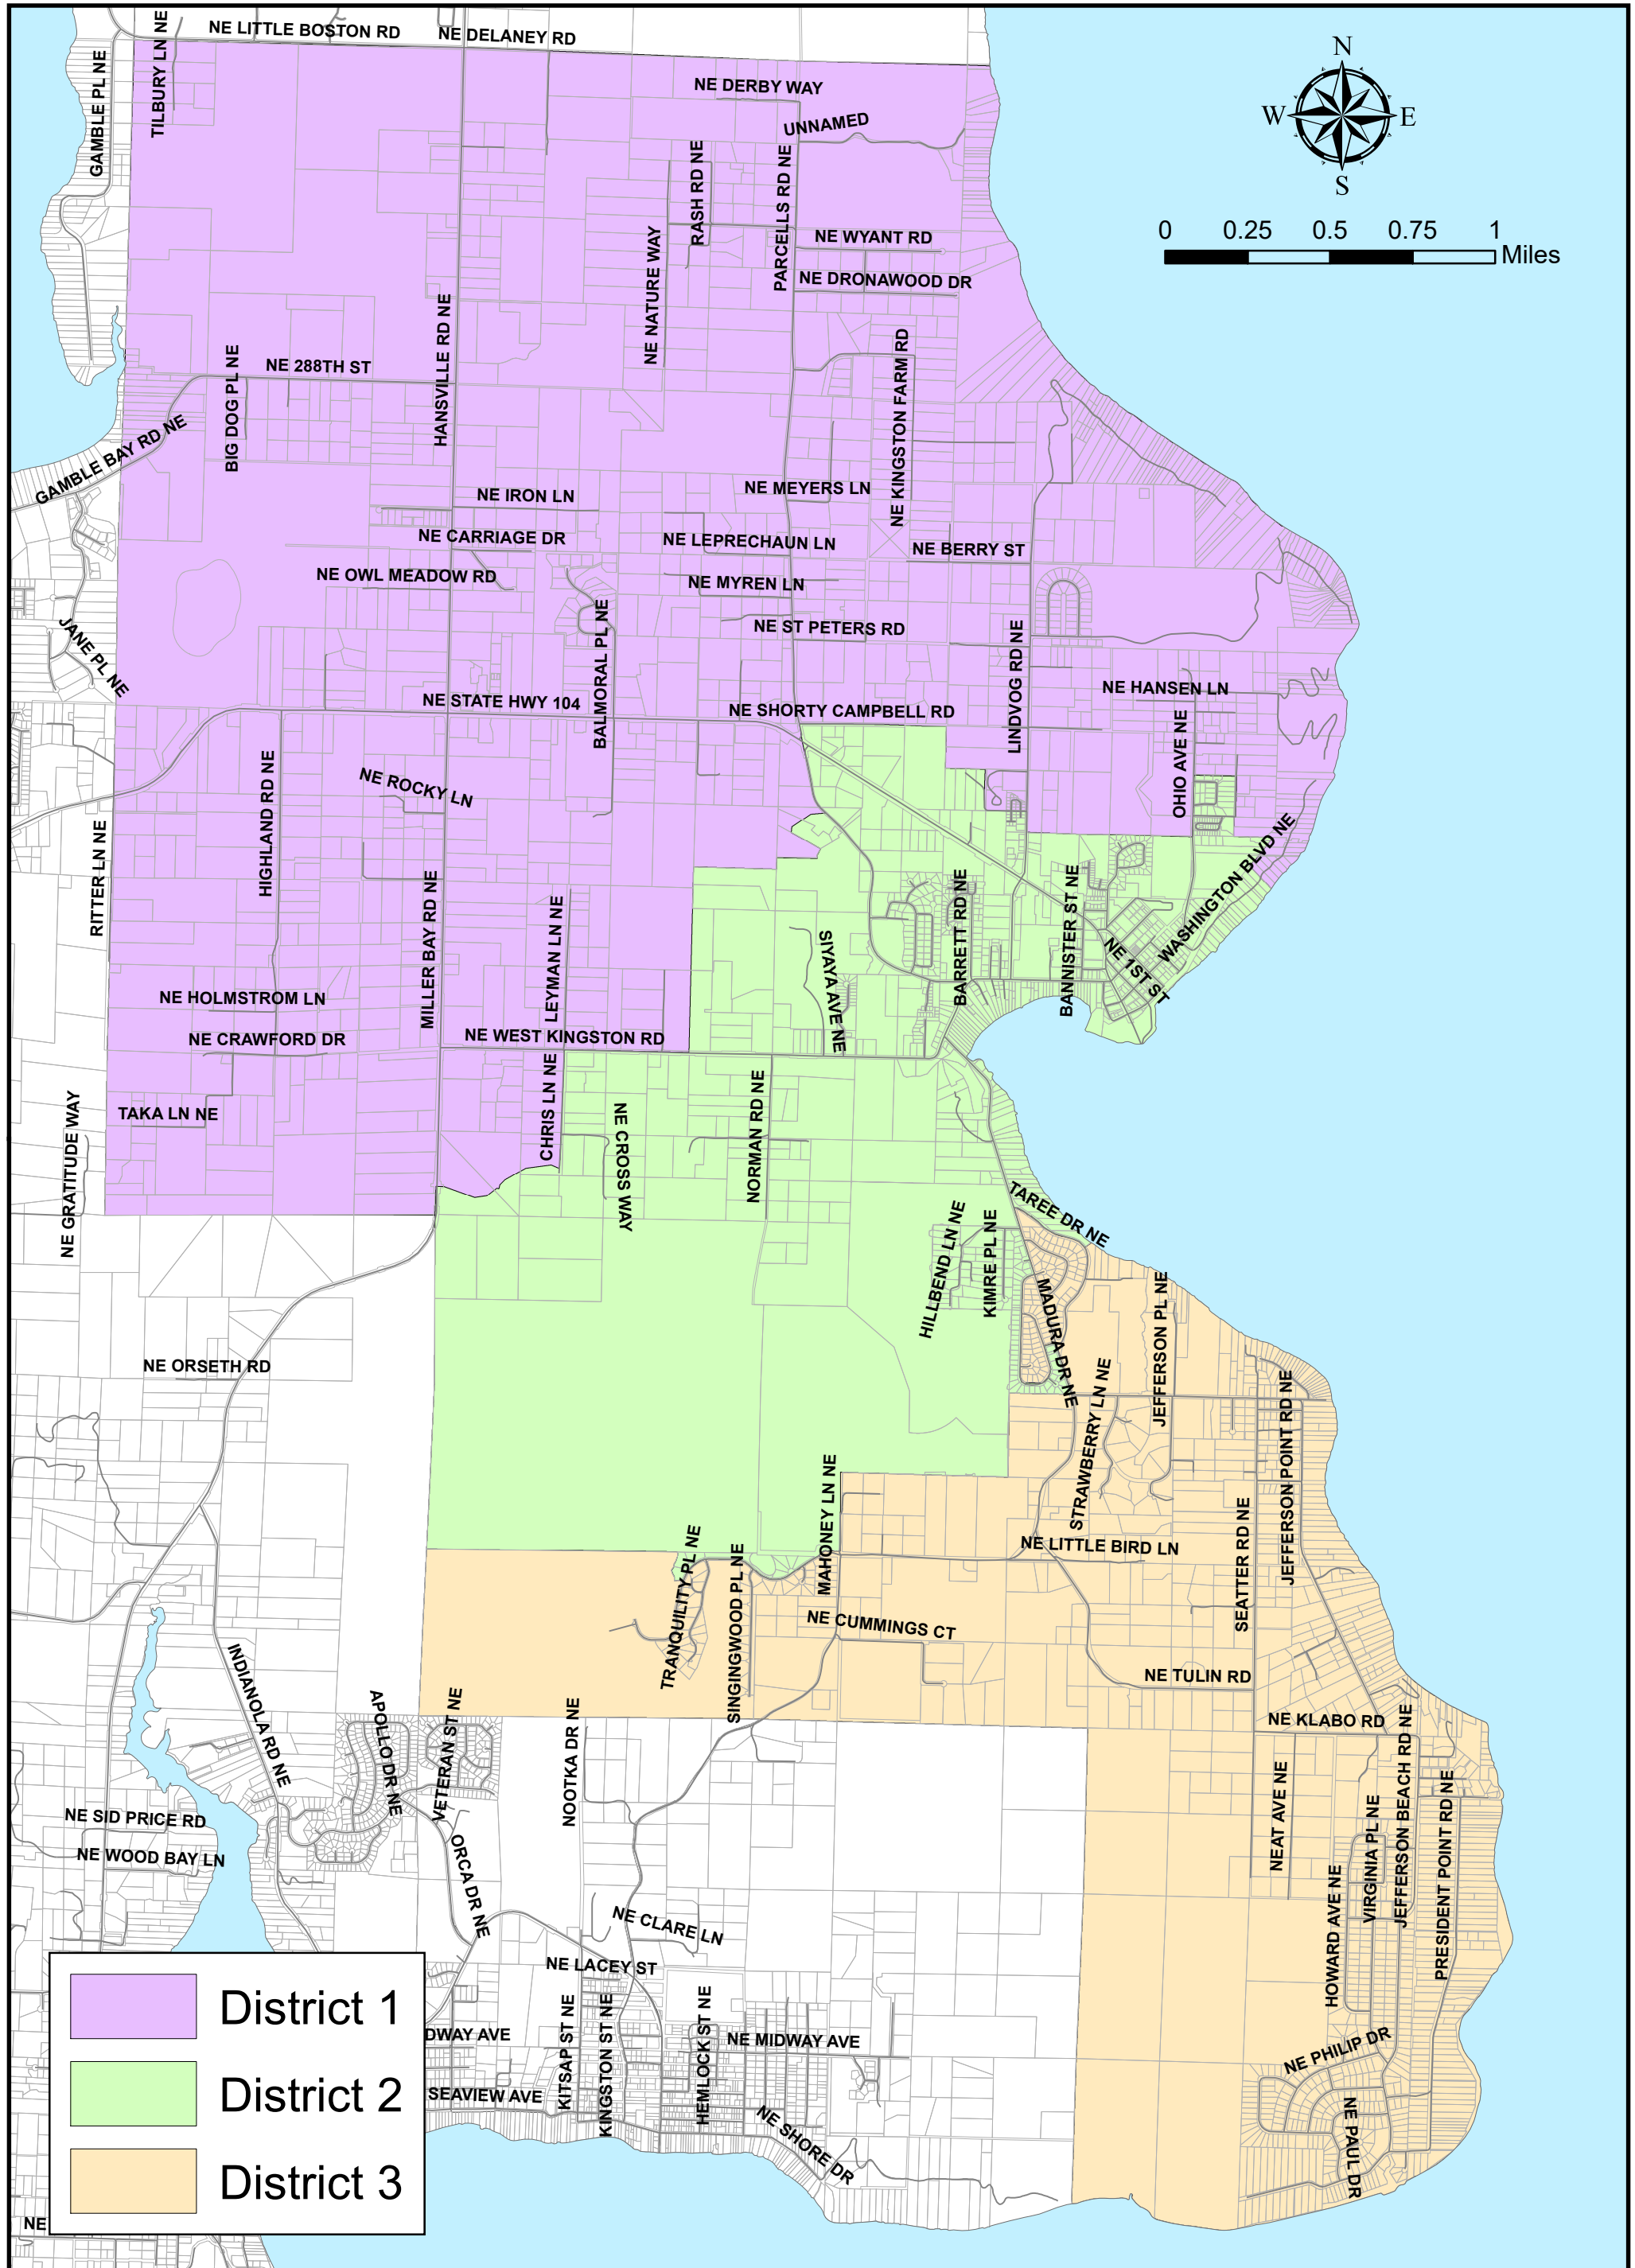 NE LITTLE BOSTON RD
NE DELANEY RD
TILBURY LN NE
GAMBLE PL NE
NE DERBY WAY
UNNAMED
N
W
E
S
0 0.25 0.5 0.75 1
Miles
RASH RD NE
PARCELLS RD NE
NE NATURE WAY
NE WYANT RD
NE DRONAWOOD DR
HANSVILLE RD NE
NE KINGSTON FARM RD
NE 288TH ST
BIG DOG PL NE
GAMBLE BAY RD NE
NE IRON LN
NE MEYERS LN
NE CARRIAGE DR
NE LEPRECHAUN LN
NE BERRY ST
NE OWL MEADOW RD
NE MYREN LN
JANE PL NE
BALMORAL PL NE
NE ST PETERS RD
LINDVOG RD NE
NE HANSEN LN
NE STATE HWY 104
NE SHORTY CAMPBELL RD
OHIO AVE NE
HIGHLAND RD NE
NE ROCKY LN
RITTER LN NE
WASHINGTON BLVD NE
MILLER BAY RD NE
LEYMAN LN NE
SIYAYA AVE NE
BARRETT RD NE
BANNISTER ST NE
NE 1ST ST
NE HOLMSTROM LN
NE CRAWFORD DR
NE WEST KINGSTON RD
TAKA LN NE
CHRIS LN NE
NE CROSS WAY
NORMAN RD NE
NE GRATITUDE WAY
TAREE DR NE
HILLBEND LN NE
KIMRE PL NE
MADURA DR NE
JEFFERSON PL NE
NE ORSETH RD
STRAWBERRY LN NE
JEFFERSON POINT RD NE
MAHONEY LN NE
SEATTER RD NE
NE LITTLE BIRD LN
TRANQUILITY PL NE
SINGINGWOOD PL NE
NE CUMMINGS CT
NE TULIN RD
INDIANOLA RD NE
APOLLO DR NE
VETERAN ST NE
NOOTKA DR NE
NE KLABO RD
JEFFERSON BEACH RD NE
NEAT AVE NE
VIRGINIA PL NE
PRESIDENT POINT RD NE
NE SID PRICE RD
NE WOOD BAY LN
ORCA DR NE
HOWARD AVE NE
NE CLARE LN
NE LACEY ST
KITSAP ST NE
KINGSTON ST NE
HEMLOCK ST NE
DWAY AVE
NE MIDWAY AVE
NE PHILIP DR
SEAVIEW AVE
NE SHORE DR
NE PAUL DR
District 1
District 2
District 3
NE